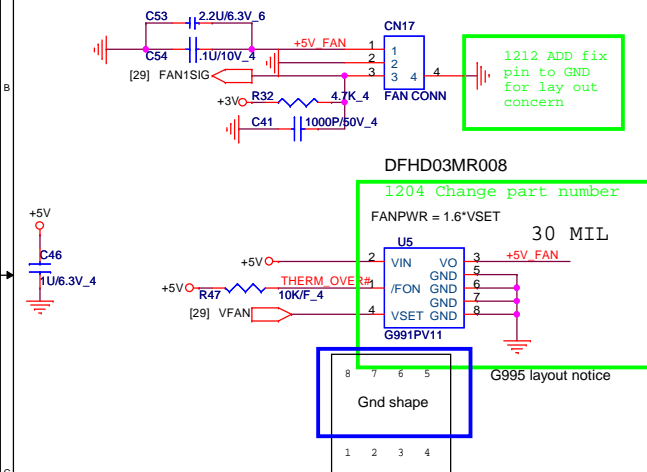 C53 2.2U/6.3V_6
C54 .1U/10V_4
+5V_FAN
CN17
1 1
2 2
3 3 4 4
FAN CONN
[29] FAN1SIG
+3V R32 4.7K_4
C41 1000P/50V_4
1212 ADD fix
pin to GND
for lay out
concern
B
DFHD03MR008
1204 Change part number
FANPWR = 1.6*VSET
30 MIL
+5V
C46
1U/6.3V_4
U5
+5V 2 VIN VO 3 +5V_FAN
GND 5
+5V R47 10K/F_4 THERM_OVER# 1 /FON GND 6
GND 7
[29] VFAN 4 VSET GND 8
G991PV11
G995 layout notice
8 7 6 5
Gnd shape
1 2 3 4
C